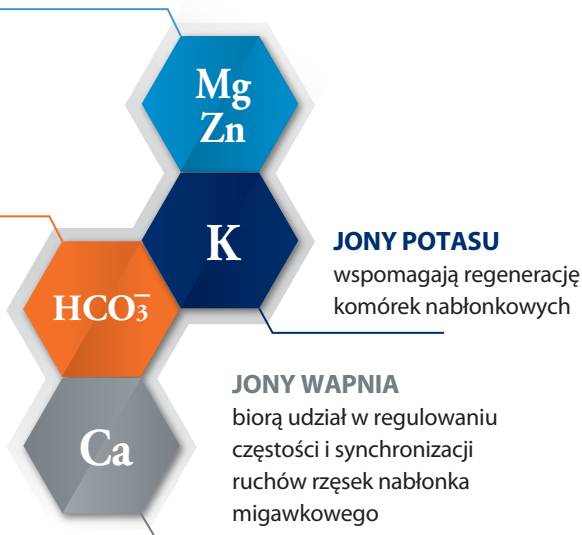 Mg
Zn
K
JONY POTASU
wspomagają regenerację
komórek nabłonkowych
HCO₃⁻
JONY WAPNIA
biorą udział w regulowaniu
częstości i synchronizacji
ruchów rzęsek nabłonka
migawkowego
Ca